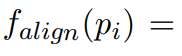 f_{align}(p_i) =